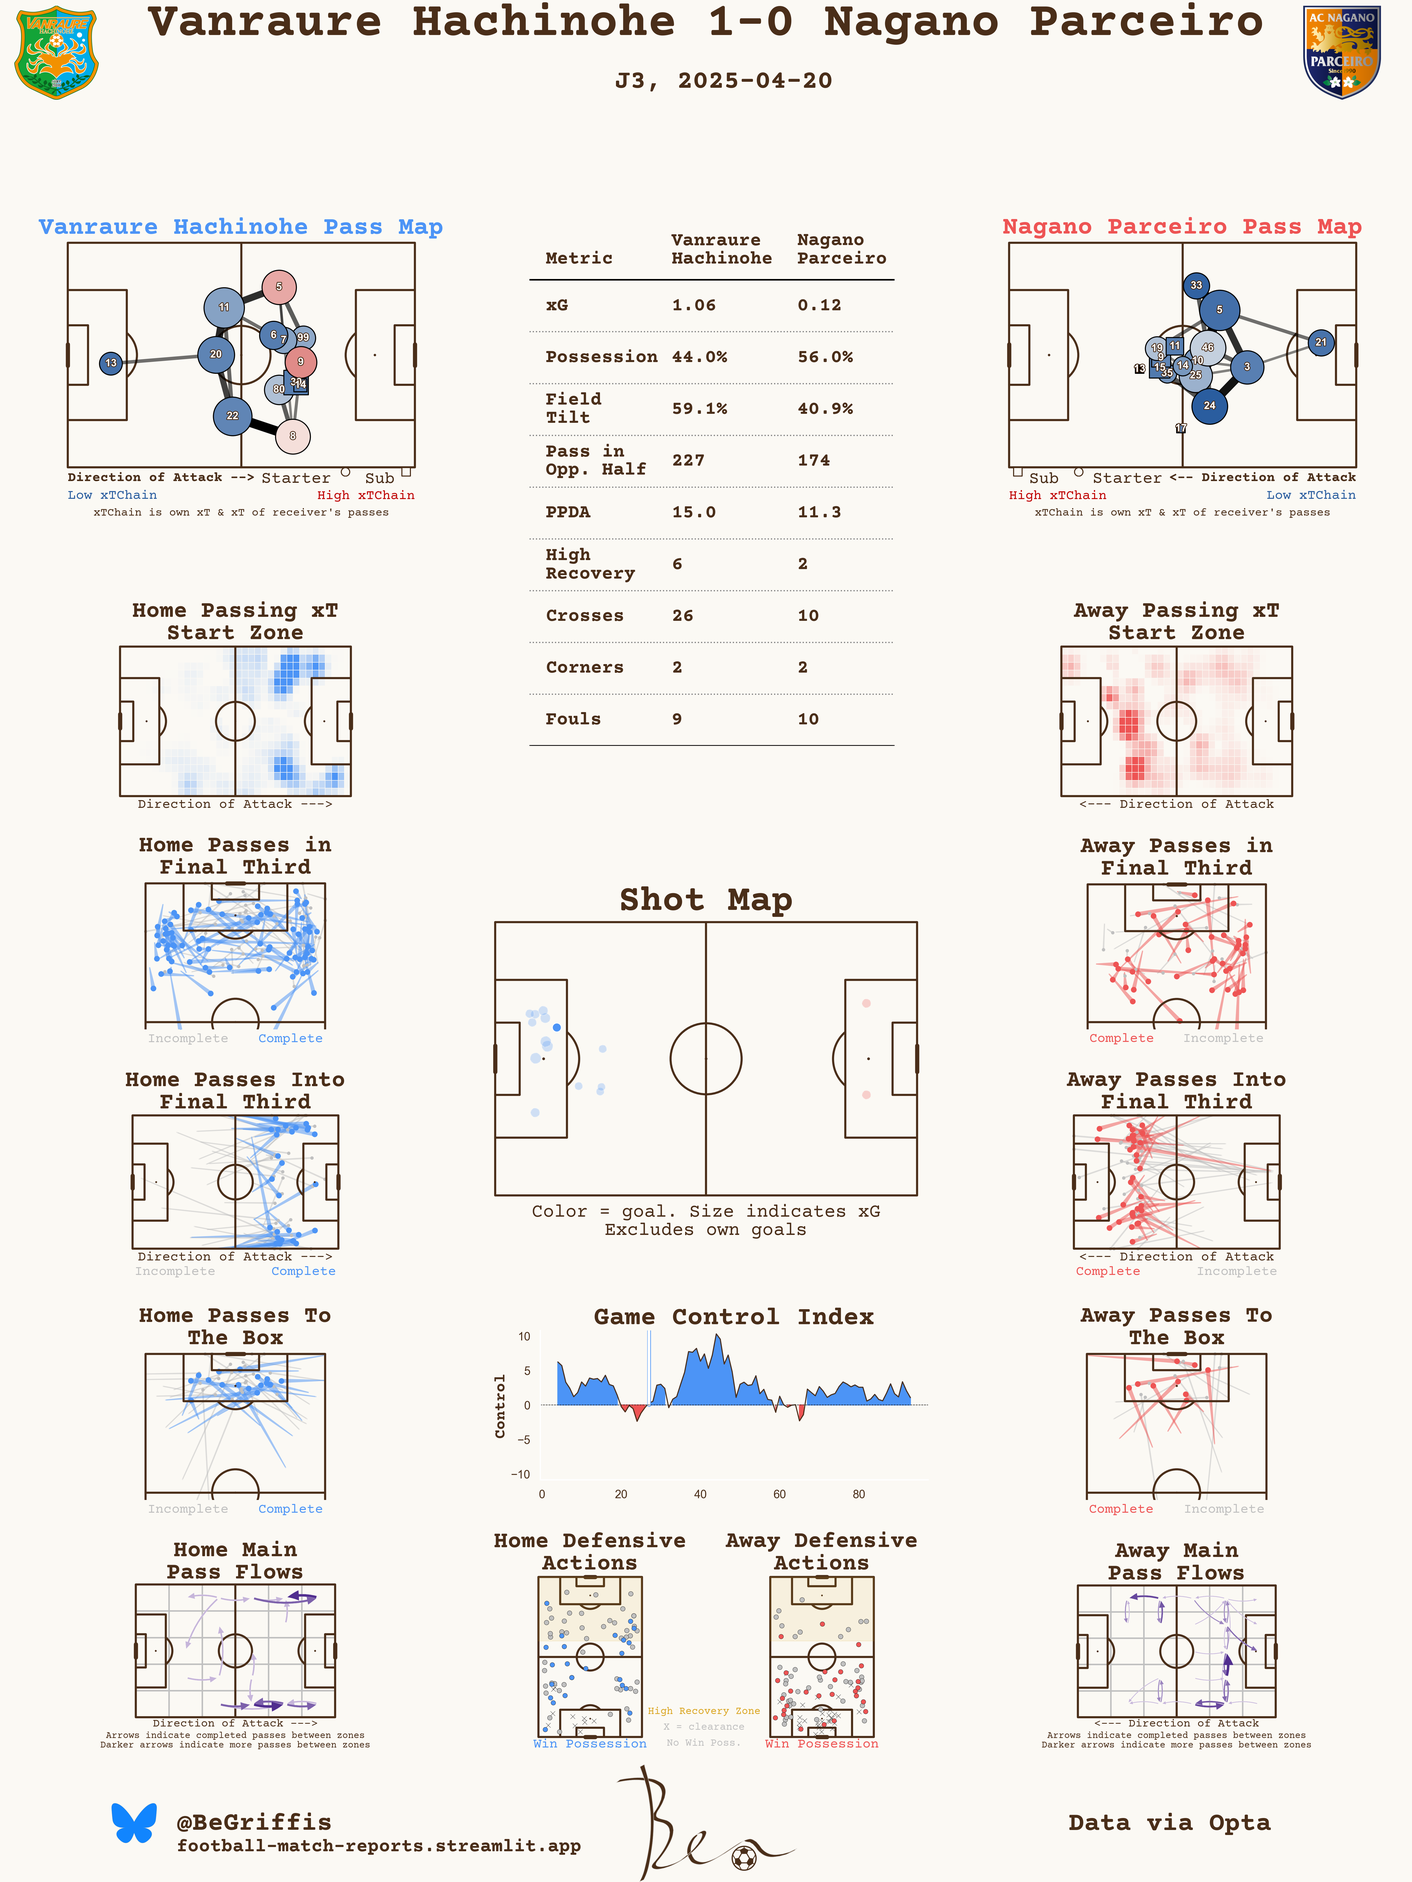 Vanraure Hachinohe 1-0 Nagano Parceiro
J3, 2025-04-20
VANRAURE
HACHINOHE
AC NAGANO
PARCEIRO
Vanraure Hachinohe Pass Map
5
11
6
7
99
20
9
13
80
14
22
8
Direction of Attack --> Starter Sub
Low xTChain High xTChain
xTChain is own xT & xT of receiver's passes
Metric Vanraure Hachinohe Nagano Parceiro
xG 1.06 0.12
Possession 44.0% 56.0%
Field Tilt 59.1% 40.9%
Pass in Opp. Half 227 174
PPDA 15.0 11.3
High Recovery 6 2
Crosses 26 10
Corners 2 2
Fouls 9 10
Nagano Parceiro Pass Map
33
5
19
11
46
21
9
10
13
15
14
3
35
25
24
17
Sub Starter <-- Direction of Attack
High xTChain Low xTChain
xTChain is own xT & xT of receiver's passes
Home Passing xT
Start Zone
Direction of Attack --->
Away Passing xT
Start Zone
<--- Direction of Attack
Home Passes in
Final Third
Incomplete Complete
Away Passes in
Final Third
Complete Incomplete
Shot Map
Color = goal. Size indicates xG
Excludes own goals
Home Passes Into
Final Third
Direction of Attack --->
Incomplete Complete
Away Passes Into
Final Third
<--- Direction of Attack
Complete Incomplete
Home Passes To
The Box
Incomplete Complete
Game Control Index
Control
10
5
0
−5
−10
0 20 40 60 80
Away Passes To
The Box
Complete Incomplete
Home Main
Pass Flows
Direction of Attack --->
Arrows indicate completed passes between zones
Darker arrows indicate more passes between zones
Home Defensive
Actions
Win Possession
Away Defensive
Actions
Win Possession
High Recovery Zone
X = clearance
No Win Poss.
Away Main
Pass Flows
<--- Direction of Attack
Arrows indicate completed passes between zones
Darker arrows indicate more passes between zones
@BeGriffis
football-match-reports.streamlit.app
Ben
Data via Opta